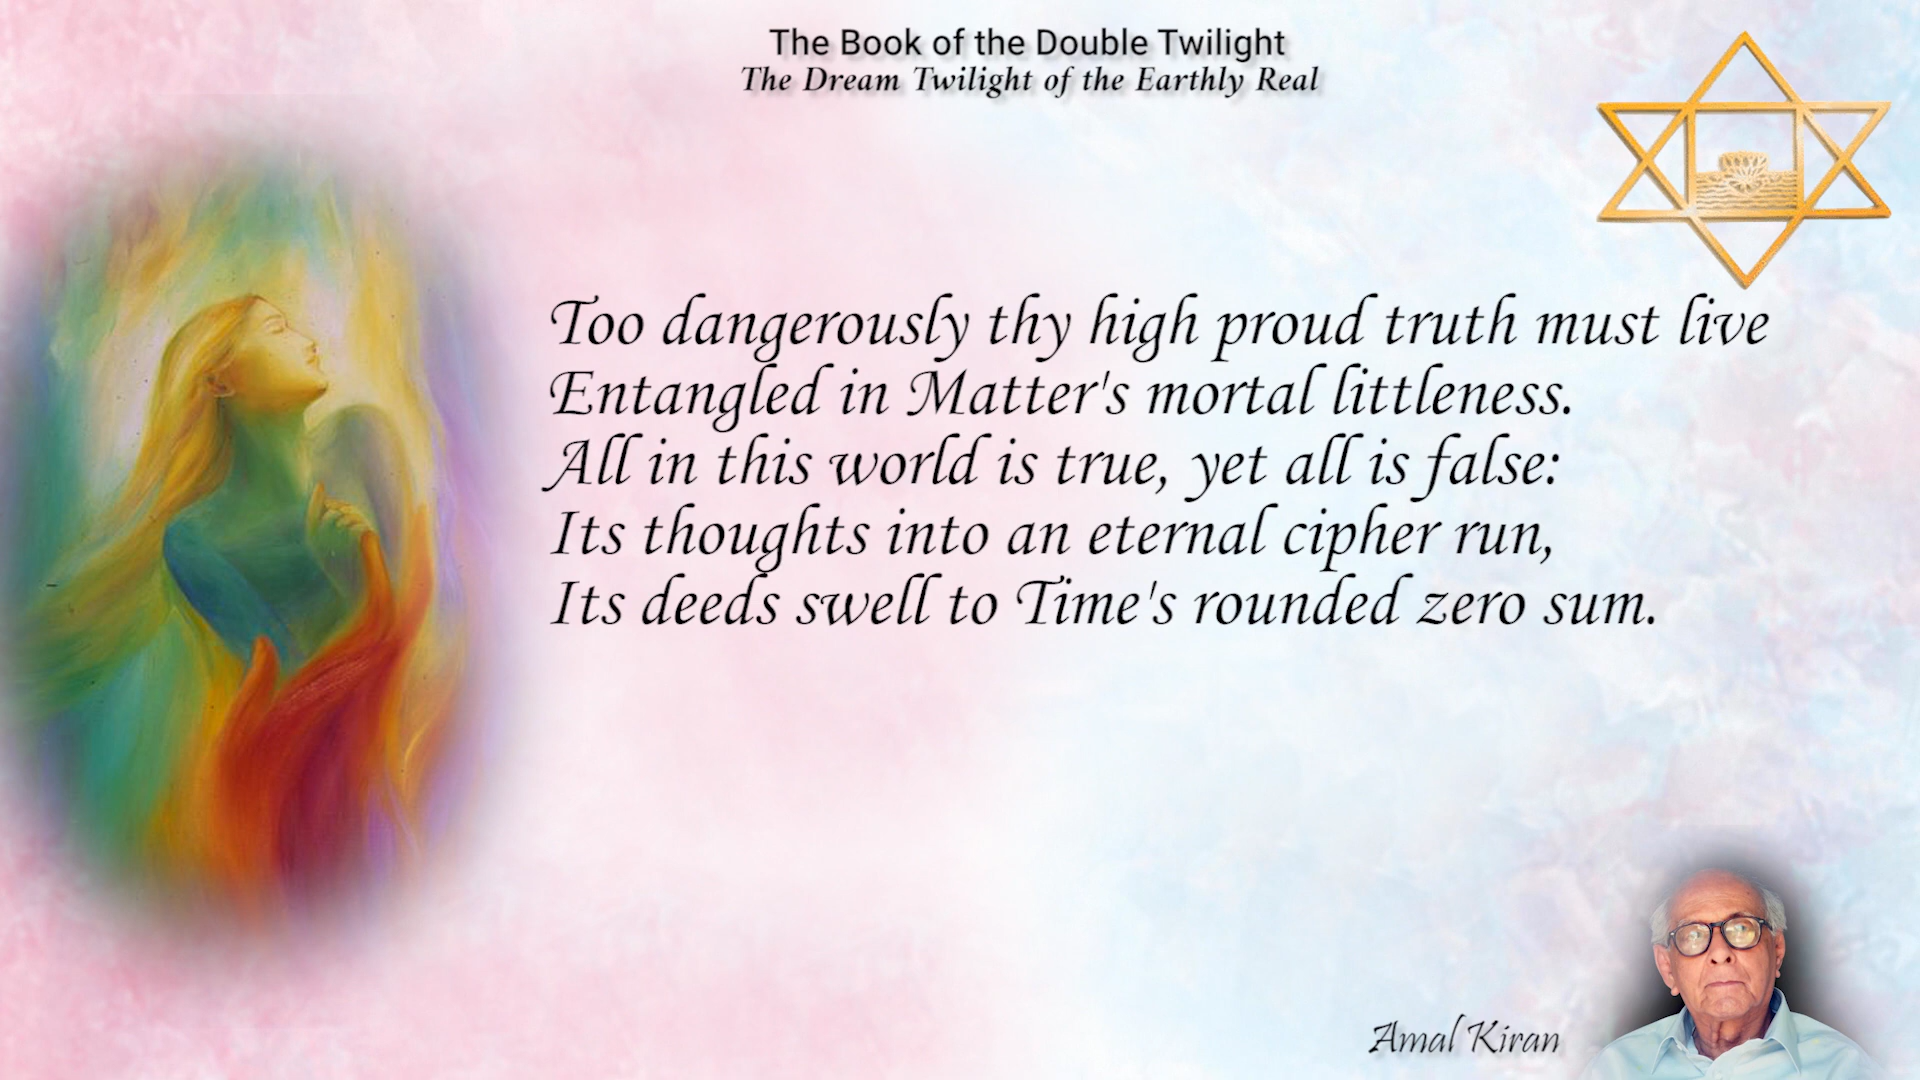 The Book of the Double Twilight
The Dream Twilight of the Earthly Real
Too dangerously thy high proud truth must live
Entangled in Matter's mortal littleness.
All in this world is true, yet all is false:
Its thoughts into an eternal cipher run,
Its deeds swell to Time's rounded zero sum.
Amal Kiran